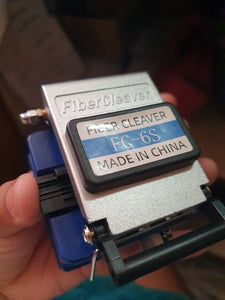 FiberCleaver
FIBER CLEAVER
FC-6S
MADE IN CHINA